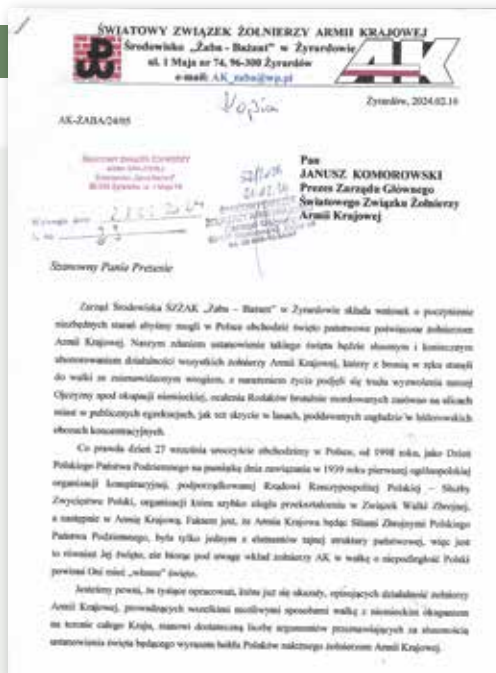 ŚWIATOWY ZWIĄZEK ŻOŁNIERZY ARMII KRAJOWEJ
Środowisko „Żaba - Bażant" w Żyrardowie
ul. 1 Maja nr 74, 96-300 Żyrardów
e-mail: AK_zaba@wp.pl
AK
Kopia
Żyrardów, 2024.02.16
AK-ŻABA/24/05
Pan
JANUSZ KOMOROWSKI
Prezes Zarządu Głównego
Światowego Związku Żołnierzy
Armii Krajowej
Szanowny Panie Prezesie
Zarząd Środowiska ŚZŻAK „Żaba – Bażant" w Żyrardowie składa wniosek o poczynienie
niezbędnych starań abyśmy mogli w Polsce obchodzić święto państwowe poświęcone żołnierzom
Armii Krajowej. Naszym zdaniem ustanowienie takiego święta będzie słusznym i koniecznym
uhonorowaniem działalności wszystkich żołnierzy Armii Krajowej, którzy z bronią w ręku stanęli
do walki ze znienawidzonym wrogiem, z narażeniem życia podjęli się trudu wyzwolenia naszej
Ojczyzny spod okupacji niemieckiej, ocalenia Rodaków brutalnie mordowanych zarówno na ulicach
miast w publicznych egzekucjach, jak też skrycie w lasach, poddawanych zagładzie w hitlerowskich
obozach koncentracyjnych.
Co prawda dzień 27 września uroczyście obchodzimy w Polsce, od 1998 roku, jako Dzień
Polskiego Państwa Podziemnego na pamiątkę dnia zawiązania w 1939 roku pierwszej ogólnopolskiej
organizacji konspiracyjnej, podporządkowanej Rządowi Rzeczypospolitej Polskiej – Służby
Zwycięstwu Polski, organizacji która szybko uległa przekształceniu w Związek Walki Zbrojnej,
a następnie w Armię Krajową. Faktem jest, że Armia Krajowa będąc Siłami Zbrojnymi Polskiego
Państwa Podziemnego, była tylko jednym z elementów tajnej struktury państwowej, więc jest
to również Jej święto, nie biorąc pod uwagę wkład żołnierzy AK w walkę o niepodległość Polski
powinni Oni mieć „własne" święto.
Jesteśmy pewni, że tysiące opracowań, które już się ukazały, opisujących działalność żołnierzy
Armii Krajowej, prowadzących wszelkimi możliwymi sposobami walkę z niemieckim okupantem
na terenie całego Kraju, stanowi dostateczną liczbę argumentów przemawiających za słusznością
ustanowienia święta będącego wyrazem hołdu Polaków należnego żołnierzom Armii Krajowej.